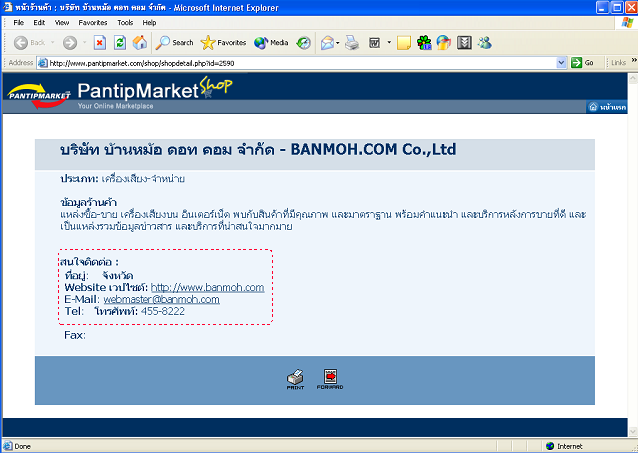 หน้าร้านค้า : บริษัท บ้านหม้อ ดอท คอม จำกัด - Microsoft Internet Explorer
File Edit View Favorites Tools Help
Back Search Favorites Media
Address http://www.pantipmarket.com/shop/shopdetail.php?id=2590 Go Links »
PANTIPMARKET PantipMarket Shop
Your Online Marketplace
หน้าแรก
บริษัท บ้านหม้อ ดอท คอม จำกัด - BANMOH.COM Co.,Ltd
ประเภท: เครื่องเสียง-จำหน่าย
ข้อมูลร้านค้า
แหล่งซื้อ-ขาย เครื่องเสียงบน อินเตอร์เน็ต พบกับสินค้าที่มีคุณภาพ และมาตราฐาน พร้อมคำแนะนำ และบริการหลังการขายที่ดี และ
เป็นแหล่งรวมข้อมูลข่าวสาร และบริการที่น่าสนใจมากมาย
สนใจติดต่อ :
ที่อยู่: จังหวัด
Website เวปไซต์: http://www.banmoh.com
E-Mail: webmaster@banmoh.com
Tel: โทรศัพท์: 455-8222
Fax:
PRINT FORWARD
Done Internet